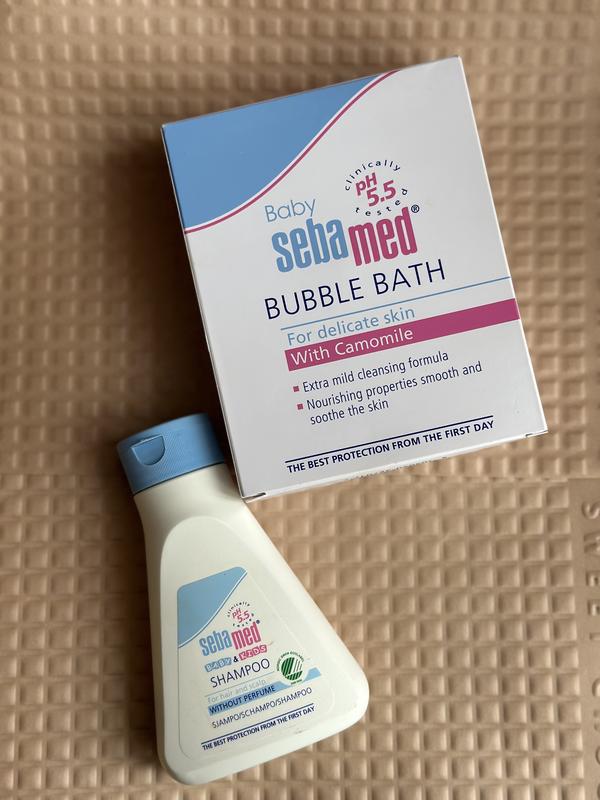 clinically
pH
5.5
tested
Baby
sebamed®
BUBBLE BATH
For delicate skin
With Camomile
Extra mild cleansing formula
Nourishing properties smooth and
soothe the skin
THE BEST PROTECTION FROM THE FIRST DAY
clinically
pH
5.5
tested
sebamed®
BABY & KIDS
SHAMPOO
For hair and scalp
WITHOUT PERFUME
SJAMPO/SCHAMPO/SHAMPOO
THE BEST PROTECTION FROM THE FIRST DAY